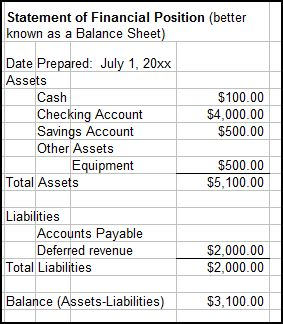 Statement of Financial Position (better
known as a Balance Sheet)
Date Prepared: July 1, 20xx
Assets
Cash $100.00
Checking Account $4,000.00
Savings Account $500.00
Other Assets
Equipment $500.00
Total Assets $5,100.00
Liabilities
Accounts Payable
Deferred revenue $2,000.00
Total Liabilities $2,000.00
Balance (Assets-Liabilities) $3,100.00